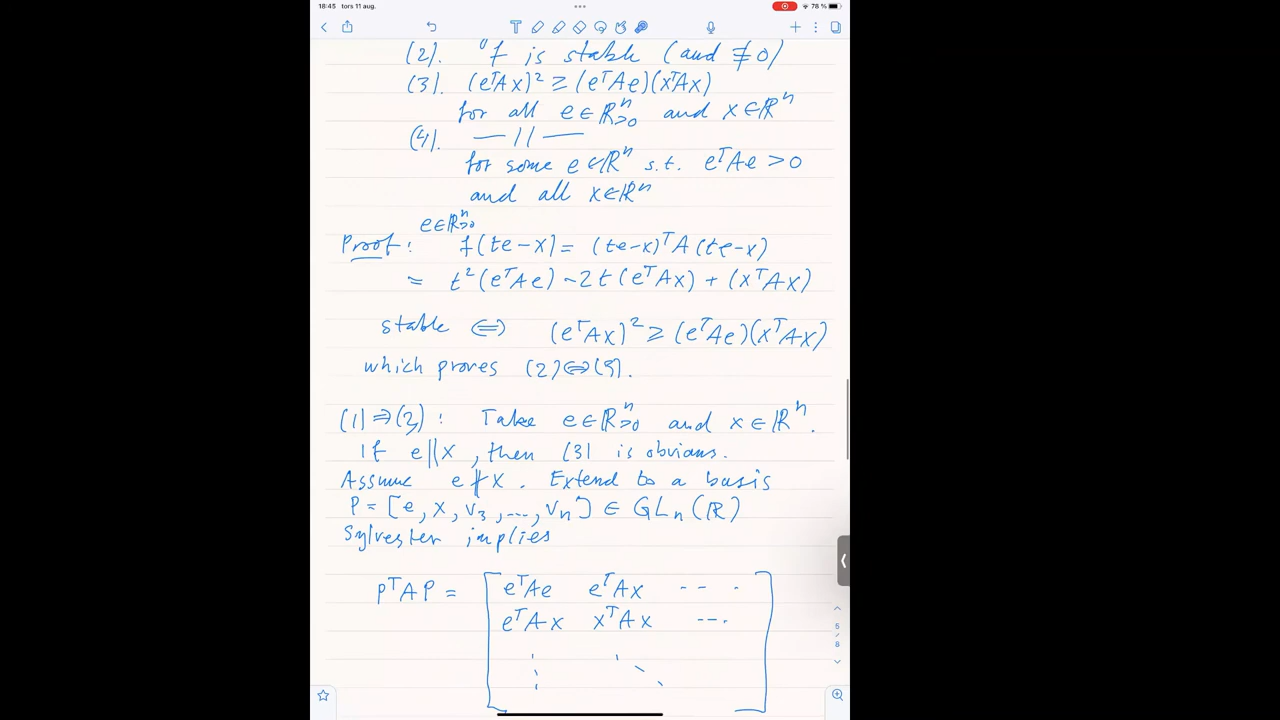 18:45 tors 11 aug.
78 %
(2). f is stable (and ≢0)
(3). (eᵀAx)² ≥ (eᵀAe)(xᵀAx)
for all e∈ℝⁿ>0 and x∈ℝⁿ
(4). —//—
for some e∈ℝⁿ s.t. eᵀAe >0
and all x∈ℝⁿ
e∈ℝⁿ>0
Proof: f(te-x) = (te-x)ᵀA(te-x)
= t²(eᵀAe) -2t(eᵀAx) + (xᵀAx)
stable ⇔ (eᵀAx)² ≥ (eᵀAe)(xᵀAx)
which proves (2)⇔(3).
(1)⇒(3): Take e∈ℝⁿ>0 and x∈ℝⁿ.
If e∥x, then (3) is obvious.
Assume e∦x. Extend to a basis
P = [e, x, v₃, ..., vₙ] ∈ GLₙ(ℝ)
Sylvester implies
PᵀAP = [ eᵀAe eᵀAx -- ·
eᵀAx xᵀAx --· ]
5
/
8